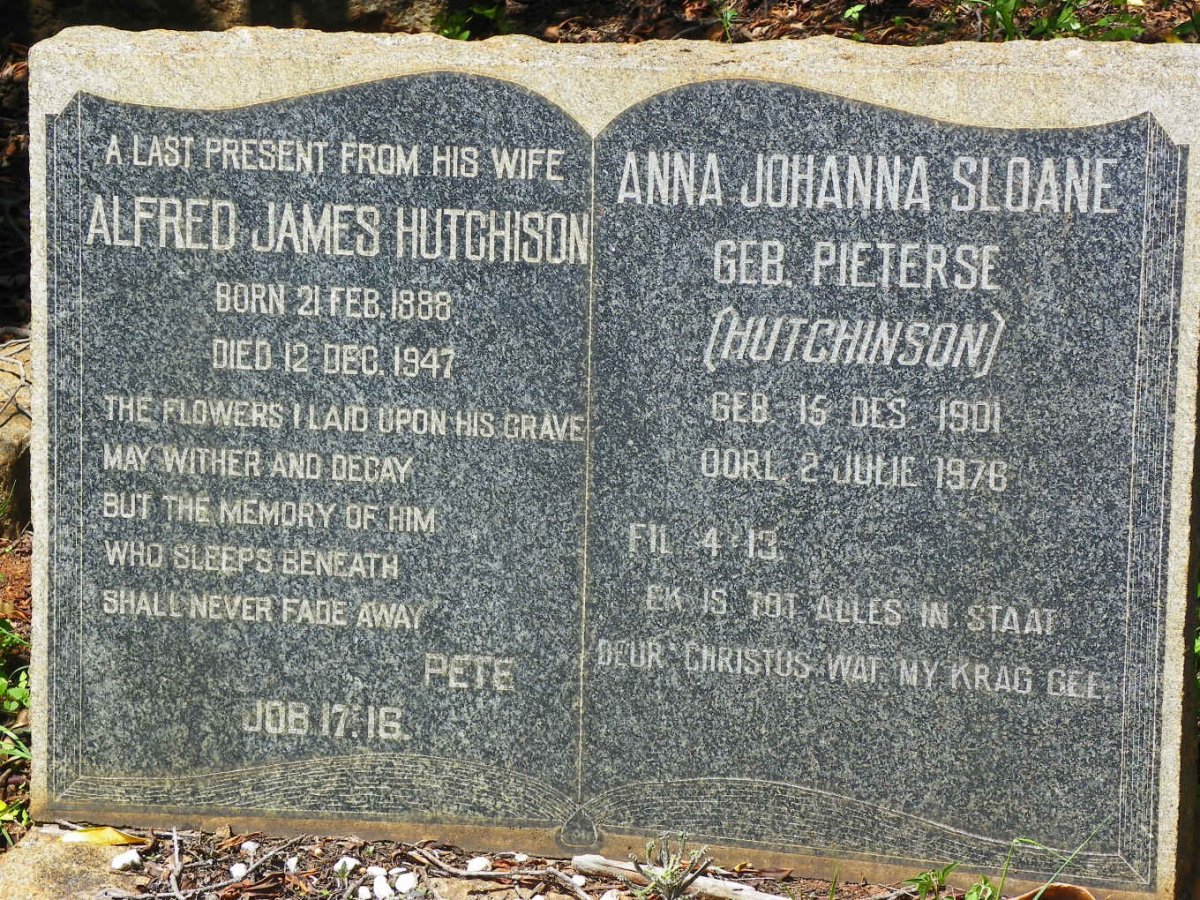 A LAST PRESENT FROM HIS WIFE
ALFRED JAMES HUTCHISON
BORN 21 FEB. 1888
DIED 12 DEC. 1947
THE FLOWERS I LAID UPON HIS GRAVE
MAY WITHER AND DECAY
BUT THE MEMORY OF HIM
WHO SLEEPS BENEATH
SHALL NEVER FADE AWAY
PETE
JOB 17:16.
ANNA JOHANNA SLOANE
GEB. PIETERSE
(HUTCHINSON)
GEB. 15 DES. 1901
OORL. 2 JULIE 1976
FIL 4 13.
EK IS TOT ALLES IN STAAT
DEUR CHRISTUS WAT MY KRAG GEE